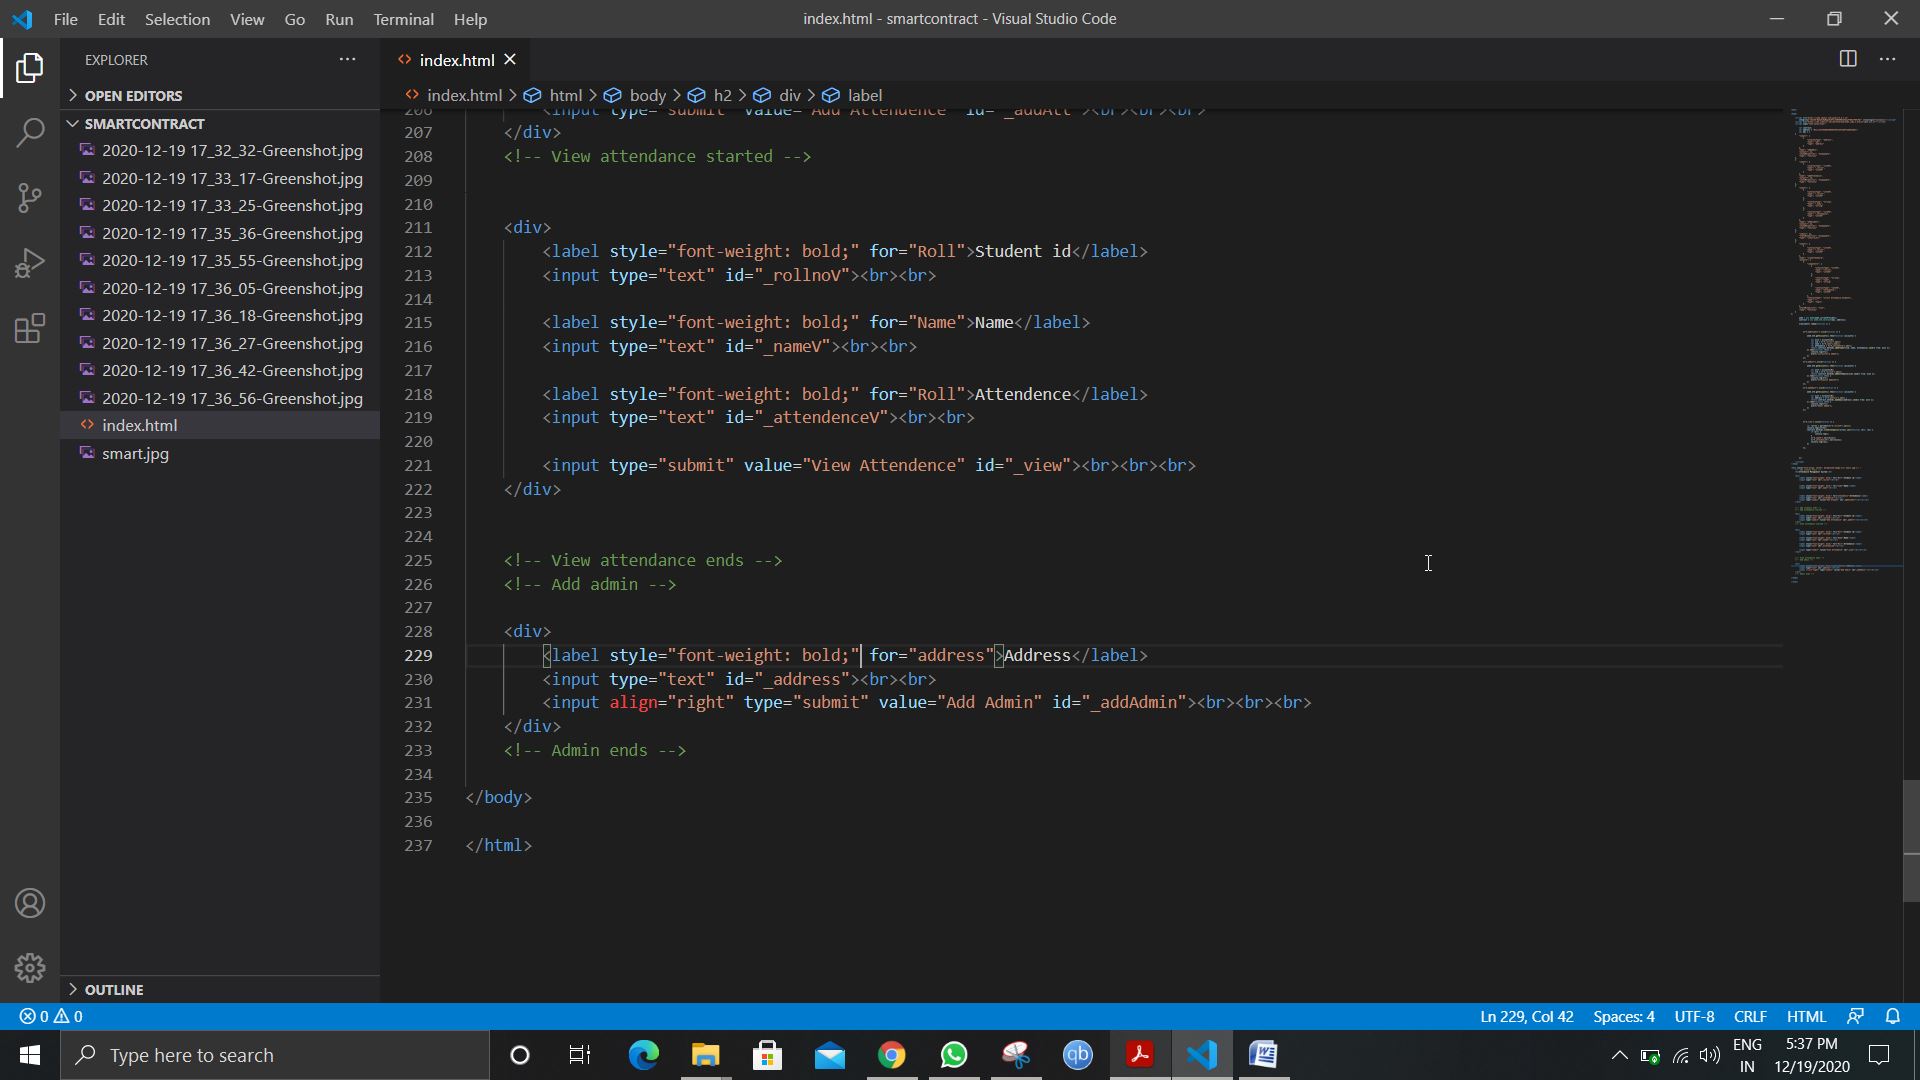 File Edit Selection View Go Run Terminal Help
index.html - smartcontract - Visual Studio Code
EXPLORER
index.html
OPEN EDITORS
index.html > html > body > h2 > div > label
SMARTCONTRACT
2020-12-19 17_32_32-Greenshot.jpg
2020-12-19 17_33_17-Greenshot.jpg
2020-12-19 17_33_25-Greenshot.jpg
2020-12-19 17_35_36-Greenshot.jpg
2020-12-19 17_35_55-Greenshot.jpg
2020-12-19 17_36_05-Greenshot.jpg
2020-12-19 17_36_18-Greenshot.jpg
2020-12-19 17_36_27-Greenshot.jpg
2020-12-19 17_36_42-Greenshot.jpg
2020-12-19 17_36_56-Greenshot.jpg
index.html
smart.jpg
OUTLINE
206 <input type="submit" value="Add Attendence" id="_addAtt"><br><br><br>
207 </div>
208 <!-- View attendance started -->
209
210
211 <div>
212 <label style="font-weight: bold;" for="Roll">Student id</label>
213 <input type="text" id="_rollnoV"><br><br>
214
215 <label style="font-weight: bold;" for="Name">Name</label>
216 <input type="text" id="_nameV"><br><br>
217
218 <label style="font-weight: bold;" for="Roll">Attendence</label>
219 <input type="text" id="_attendenceV"><br><br>
220
221 <input type="submit" value="View Attendence" id="_view"><br><br><br>
222 </div>
223
224
225 <!-- View attendance ends -->
226 <!-- Add admin -->
227
228 <div>
229 <label style="font-weight: bold;" for="address">Address</label>
230 <input type="text" id="_address"><br><br>
231 <input align="right" type="submit" value="Add Admin" id="_addAdmin"><br><br><br>
232 </div>
233 <!-- Admin ends -->
234
235 </body>
236
237 </html>
0 0
Ln 229, Col 42 Spaces: 4 UTF-8 CRLF HTML
Type here to search
qb
ENG
IN
5:37 PM
12/19/2020